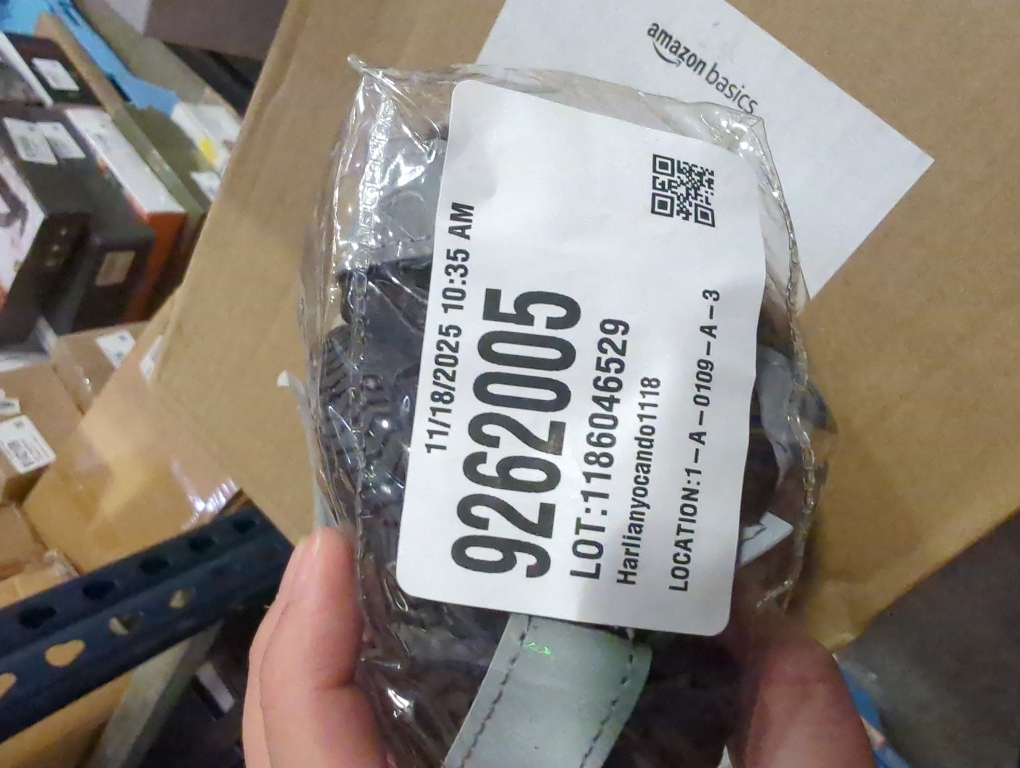 amazon basics
11/18/2025 10:35 AM
9262005
LOT:1186046529
Harlianyocando1118
LOCATION:1-A-0109-A-3